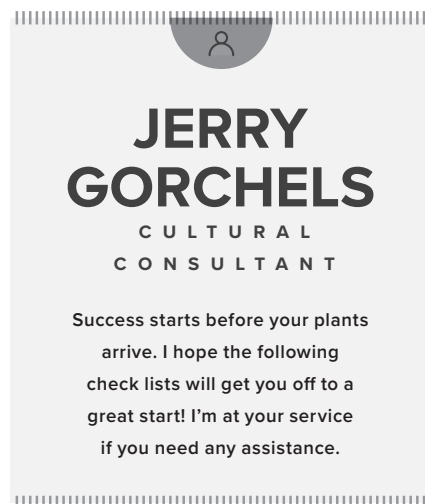 JERRY
GORCHELS
CULTURAL
CONSULTANT
Success starts before your plants
arrive. I hope the following
check lists will get you off to a
great start! I’m at your service
if you need any assistance.